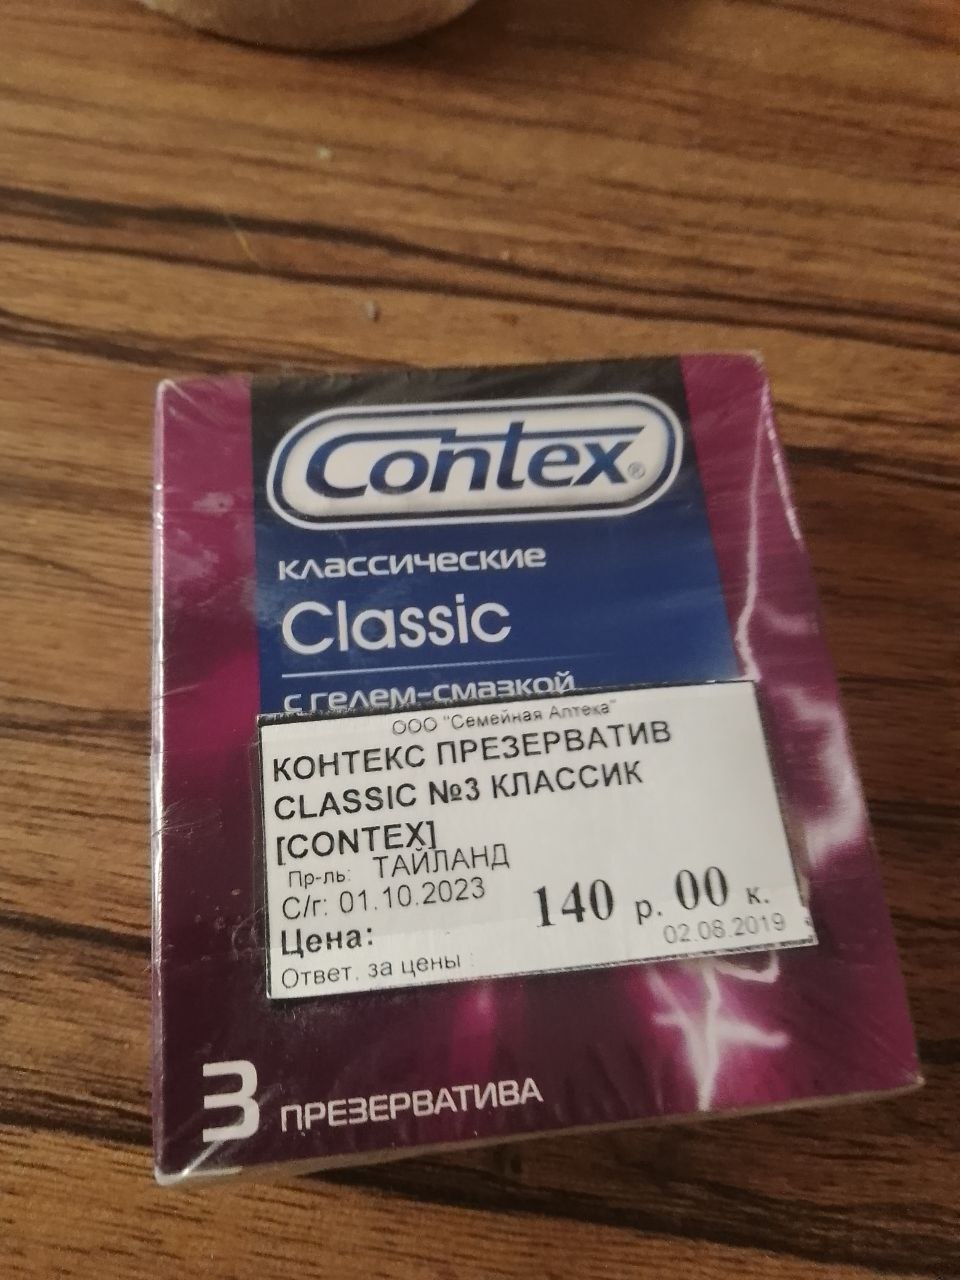 Contex®
классические
Classic
с гелем-смазкой
ООО "Семейная Аптека"
КОНТЕКС ПРЕЗЕРВАТИВ
CLASSIC №3 КЛАССИК
[CONTEX]
Пр-ль: ТАЙЛАНД
С/г: 01.10.2023
Цена: 140 р. 00 к.
02.08.2019
Ответ. за цены :
3 ПРЕЗЕРВАТИВА